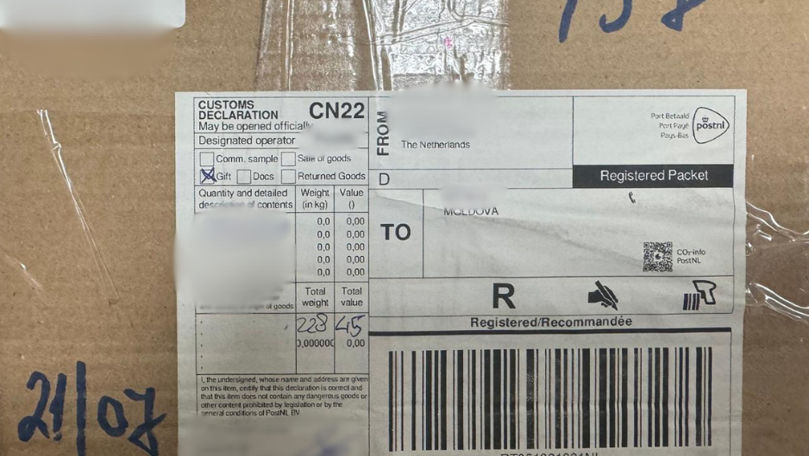 CUSTOMS
DECLARATION
CN22
May be opened officially
Designated operator
Comm. sample
Sale of goods
Gift
Docs
Returned Goods
Quantity and detailed
description of contents
Weight
(in kg)
Value
()
0,0 0,00
0,0 0,00
0,0 0,00
0,0 0,00
0,0 0,00
of goods
Total
weight
Total
value
228 45
0,00
I, the undersigned, whose name and address are given
on this item, certify that this declaration is correct and
that this item does not contain any dangerous goods or
other content prohibited by legislation or by the
general conditions of PostNL BV
FROM
The Netherlands
D
Port Betaald
Port Payé
Pays-Bas
postnl
Registered Packet
TO
MOLDOVA
CO₂-info
PostNL
R
Registered/Recommandée
21/07